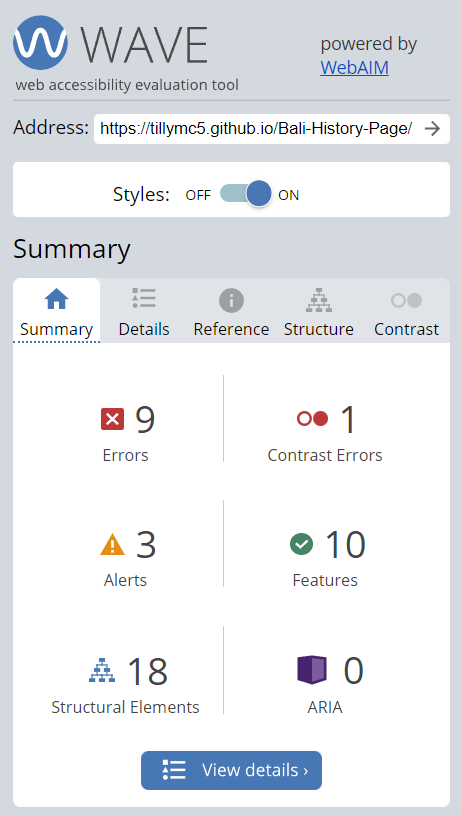 WAVE
powered by
WebAIM
web accessibility evaluation tool
Address: https://tillymc5.github.io/Bali-History-Page/
Styles: OFF ON
Summary
Summary Details Reference Structure Contrast
9 1
Errors Contrast Errors
3 10
Alerts Features
18 0
Structural Elements ARIA
View details ›